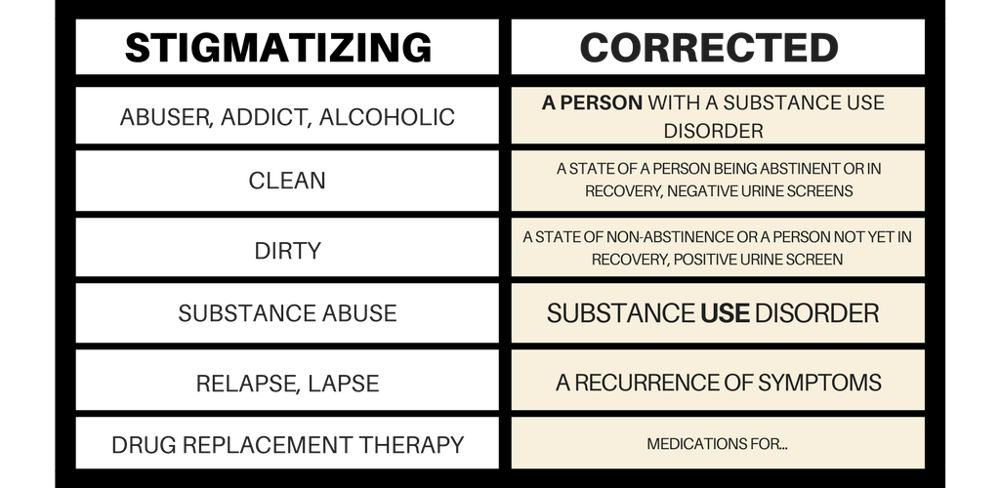 STIGMATIZING
CORRECTED
ABUSER, ADDICT, ALCOHOLIC
A PERSON WITH A SUBSTANCE USE
DISORDER
CLEAN
A STATE OF A PERSON BEING ABSTINENT OR IN
RECOVERY, NEGATIVE URINE SCREENS
DIRTY
A STATE OF NON-ABSTINENCE OR A PERSON NOT YET IN
RECOVERY, POSITIVE URINE SCREEN
SUBSTANCE ABUSE
SUBSTANCE USE DISORDER
RELAPSE, LAPSE
A RECURRENCE OF SYMPTOMS
DRUG REPLACEMENT THERAPY
MEDICATIONS FOR...